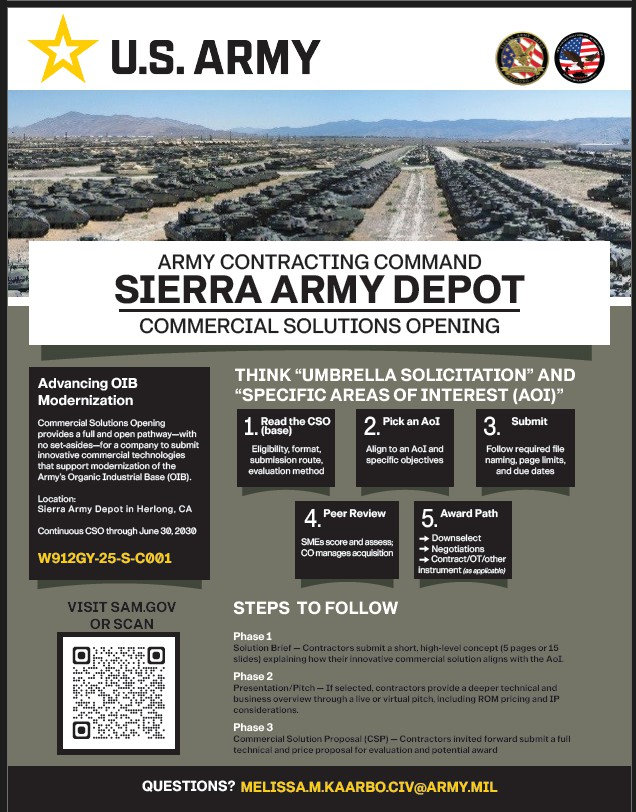 U.S. ARMY
ARMY CONTRACTING COMMAND
SIERRA ARMY DEPOT
COMMERCIAL SOLUTIONS OPENING
Advancing OIB
Modernization
Commercial Solutions Opening
provides a full and open pathway—with
no set-asides—for a company to submit
innovative commercial technologies
that support modernization of the
Army's Organic Industrial Base (OIB).
Location:
Sierra Army Depot in Herlong, CA
Continuous CSO through June 30, 2030
W912GY-25-S-C001
VISIT SAM.GOV
OR SCAN
THINK “UMBRELLA SOLICITATION” AND
“SPECIFIC AREAS OF INTEREST (AOI)”
1. Read the CSO
(base)
Eligibility, format,
submission route,
evaluation method
2. Pick an AoI
Align to an AoI and
specific objectives
3. Submit
Follow required file
naming, page limits,
and due dates
4. Peer Review
SMEs score and assess;
CO manages acquisition
5. Award Path
➞ Downselect
➞ Negotiations
➞ Contract/OT/other
instrument (as applicable)
STEPS TO FOLLOW
Phase 1
Solution Brief — Contractors submit a short, high-level concept (5 pages or 15
slides) explaining how their innovative commercial solution aligns with the AoI.
Phase 2
Presentation/Pitch — If selected, contractors provide a deeper technical and
business overview through a live or virtual pitch, including ROM pricing and IP
considerations.
Phase 3
Commercial Solution Proposal (CSP) — Contractors invited forward submit a full
technical and price proposal for evaluation and potential award
QUESTIONS? MELISSA.M.KAARBO.CIV@ARMY.MIL